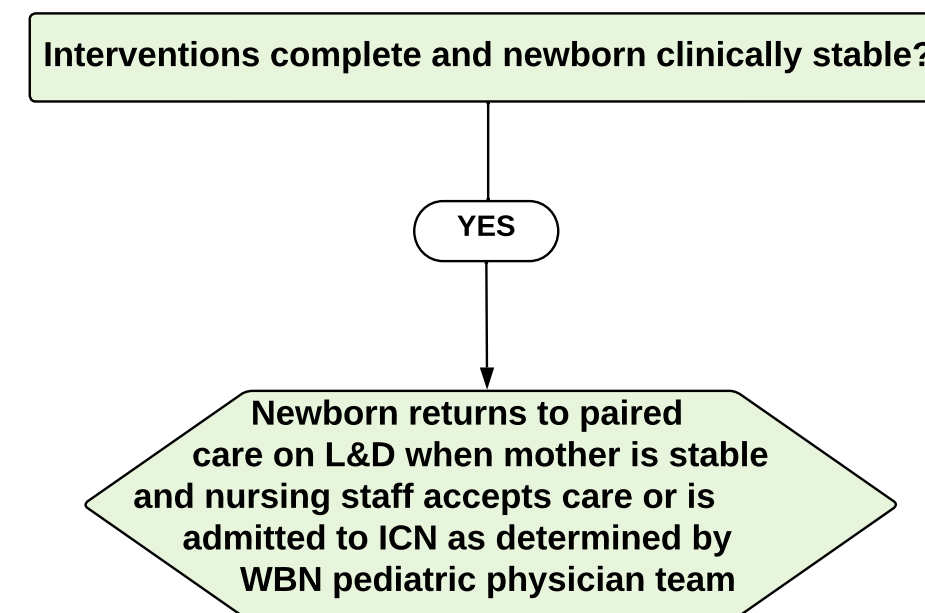 Interventions complete and newborn clinically stable?
YES
Newborn returns to paired
care on L&D when mother is stable
and nursing staff accepts care or is
admitted to ICN as determined by
WBN pediatric physician team